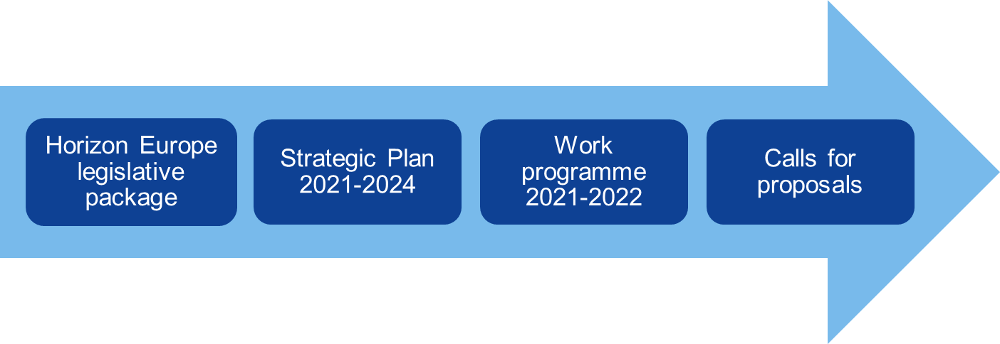 Horizon Europe
legislative
package
Strategic Plan
2021-2024
Work
programme
2021-2022
Calls for
proposals